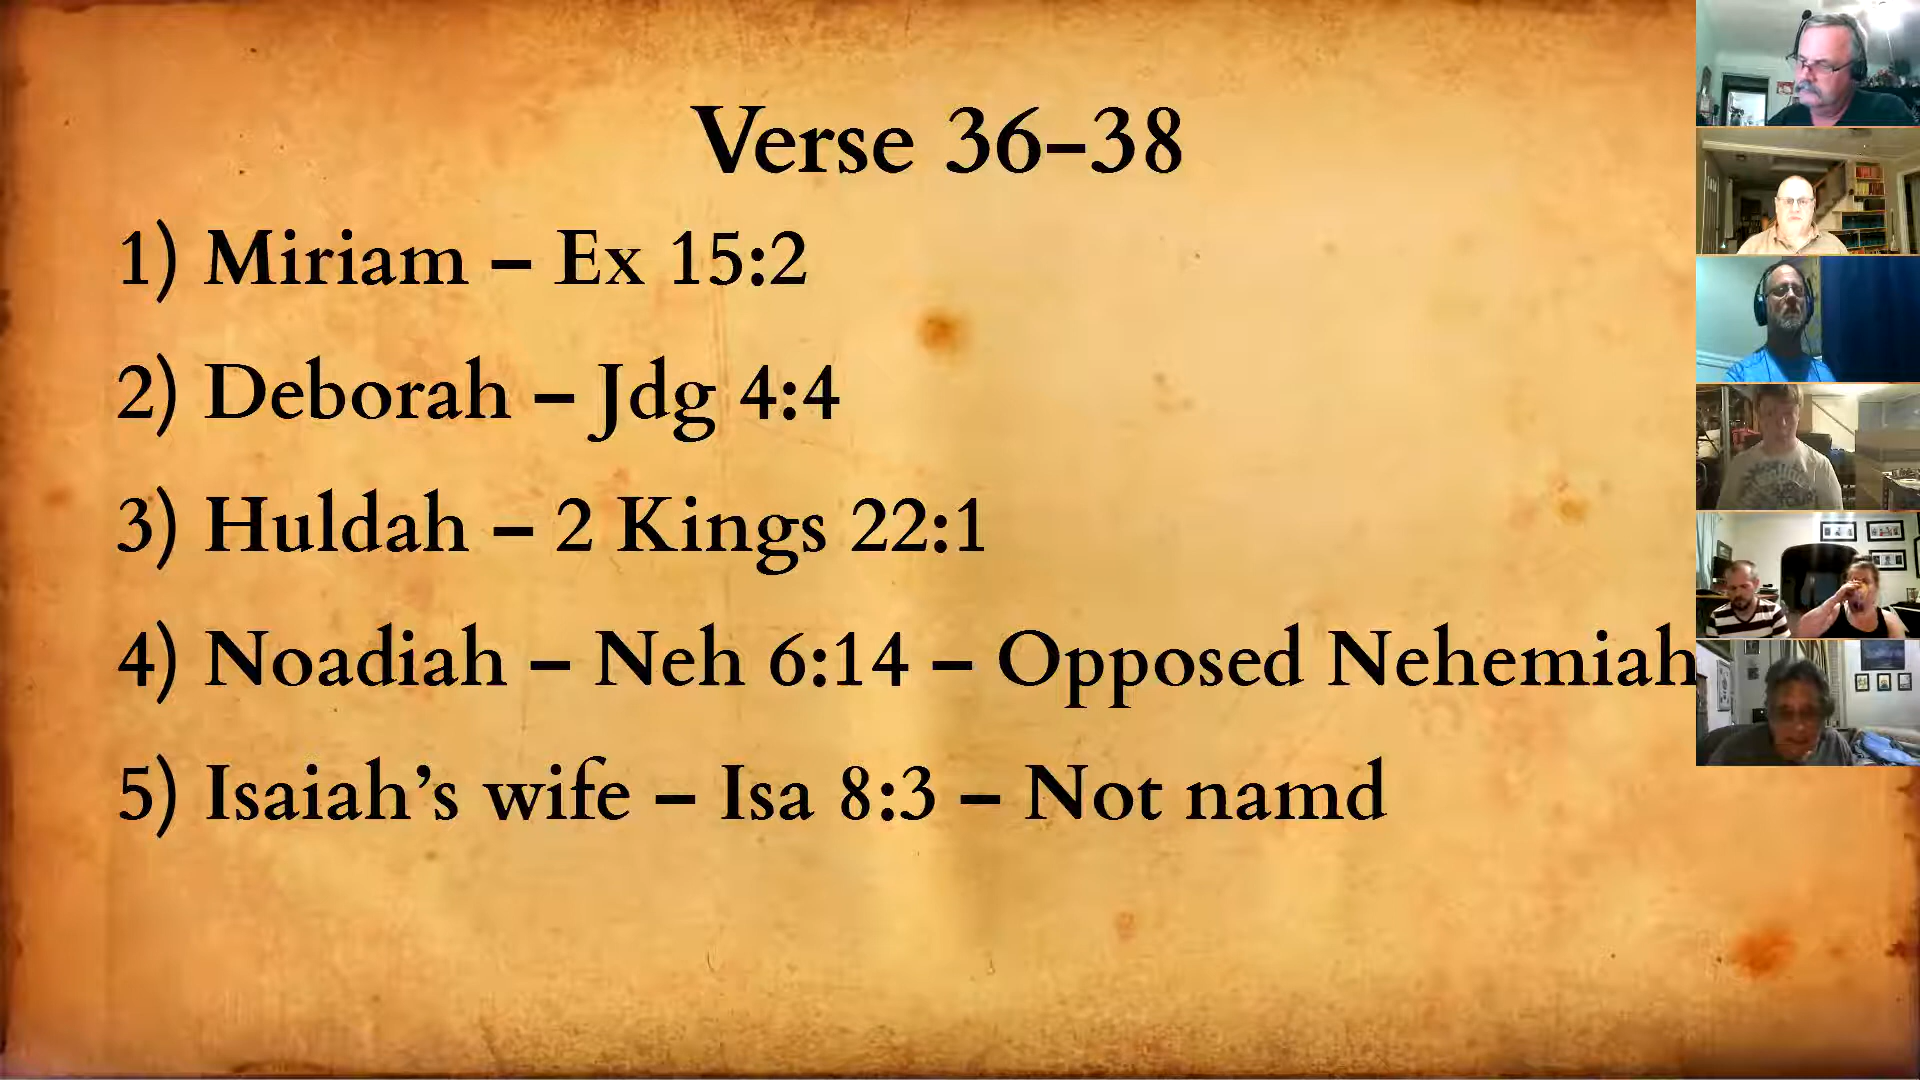 Verse 36–38
1) Miriam – Ex 15:2
2) Deborah – Jdg 4:4
3) Huldah – 2 Kings 22:1
4) Noadiah – Neh 6:14 – Opposed Nehemiah
5) Isaiah’s wife – Isa 8:3 – Not namd